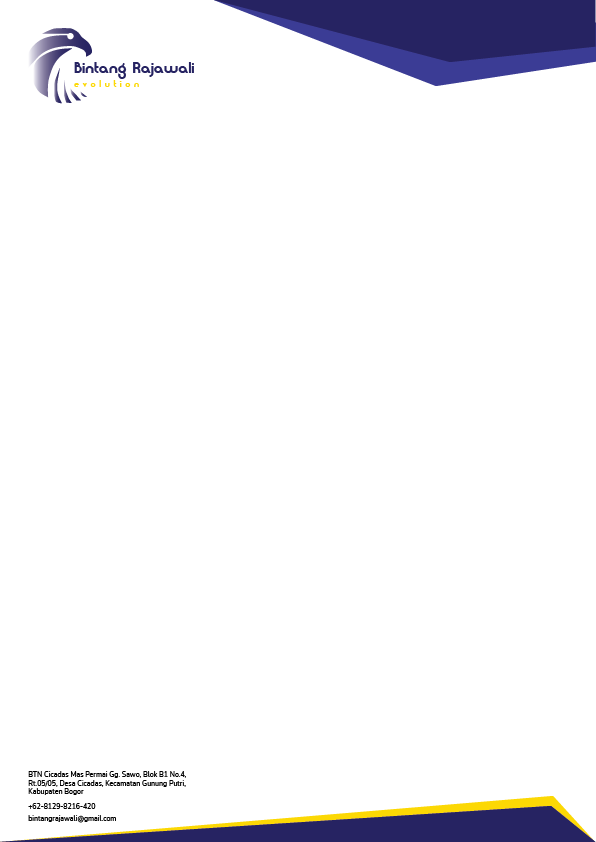 Bintang Rajawali
evolution
BTN Cicadas Mas Permai Gg. Sawo, Blok B1 No.4,
Rt.05/05, Desa Cicadas, Kecamatan Gunung Putri,
Kabupaten Bogor
+62-8129-8216-420
bintangrajawali@gmail.com